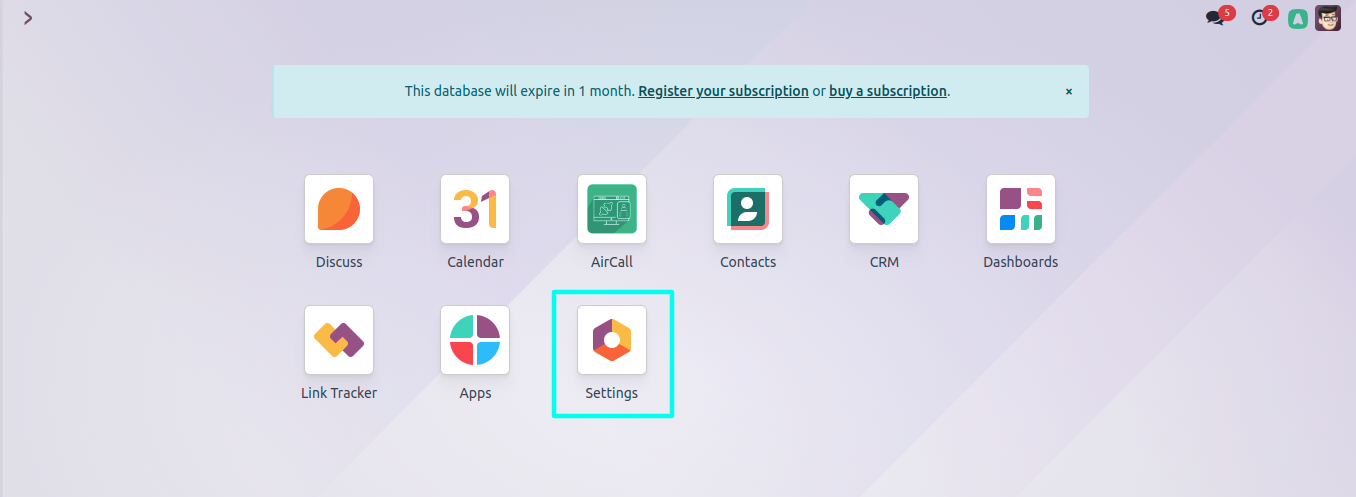 5
2
This database will expire in 1 month. Register your subscription or buy a subscription.
×
31
Discuss
Calendar
AirCall
Contacts
CRM
Dashboards
Link Tracker
Apps
Settings